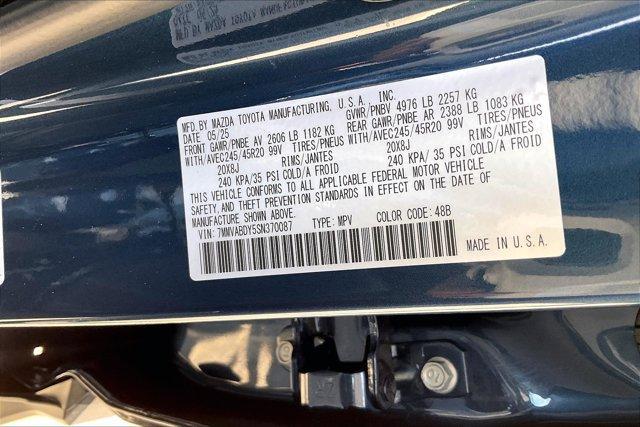 MFD. BY MAZDA TOYOTA MANUFACTURING, U.S.A., INC.
DATE 05/25 GVWR/PNBV 4976 LB 2257 KG
FRONT GAWR/PNBE AV 2606 LB 1182 KG REAR GAWR/PNBE AR 2388 LB 1083 KG
WITH/AVEC245/45R20 99V TIRES/PNEUS WITH/AVEC245/45R20 99V TIRES/PNEUS
20X8J RIMS/JANTES 20X8J RIMS/JANTES
240 KPA/ 35 PSI COLD/A FROID 240 KPA/ 35 PSI COLD/A FROID
THIS VEHICLE CONFORMS TO ALL APPLICABLE FEDERAL MOTOR VEHICLE
SAFETY, AND THEFT PREVENTION STANDARDS IN EFFECT ON THE DATE OF
MANUFACTURE SHOWN ABOVE.
VIN: 7MMVABDY5SN370087 TYPE: MPV COLOR CODE: 48B
MADE IN U.S.A.